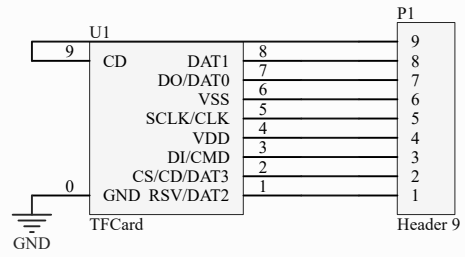 P1
U1
9
9 CD DAT1 8 8
DO/DAT0 7 7
VSS 6 6
SCLK/CLK 5 5
VDD 4 4
DI/CMD 3 3
CS/CD/DAT3 2 2
0 GND RSV/DAT2 1 1
TFCard Header 9
GND